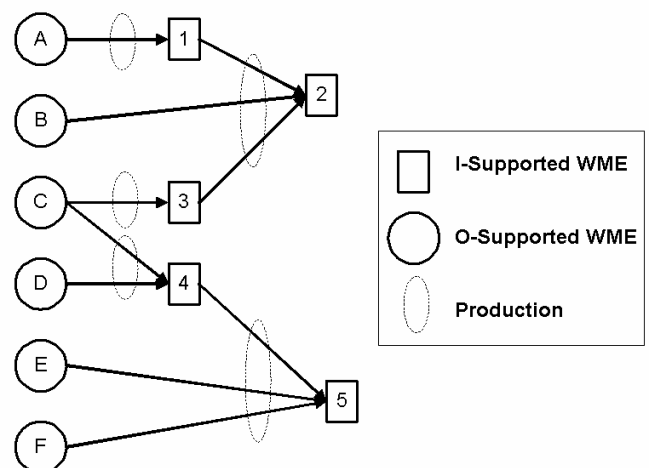 A
1
2
B
C
3
D
4
E
5
F
I-Supported WME
O-Supported WME
Production